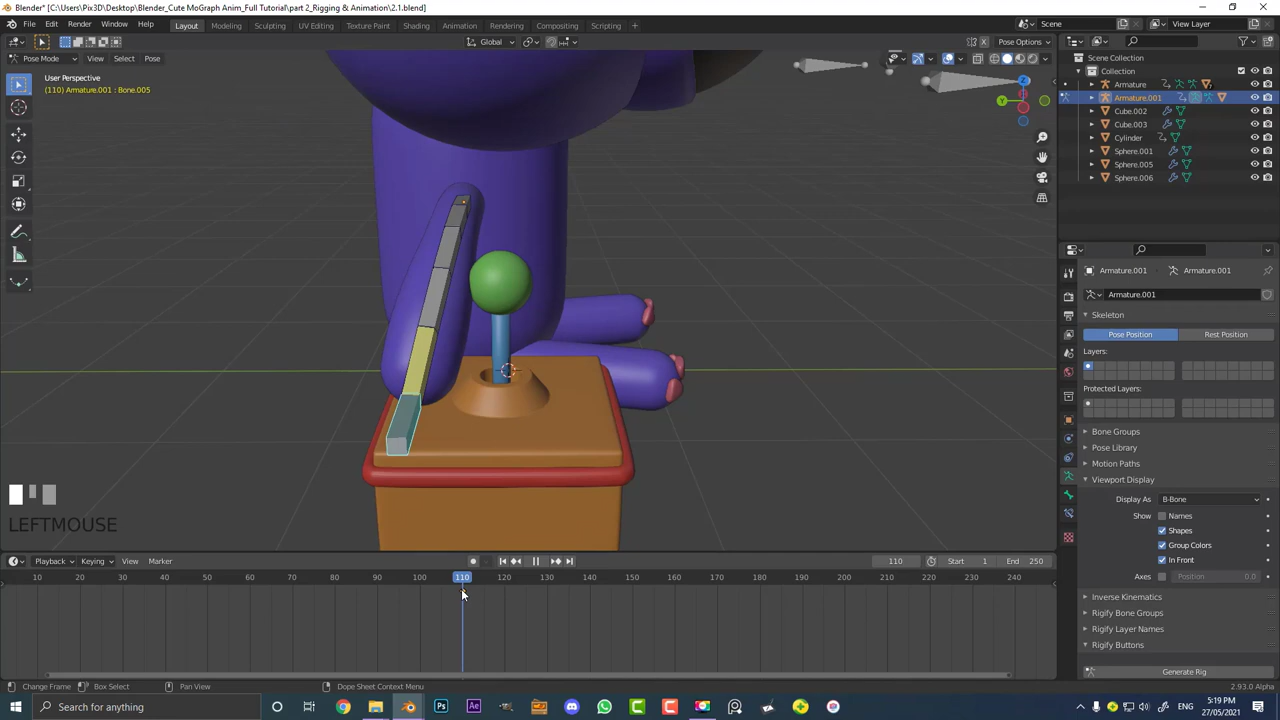 Blender* [C:\Users\Pix3D\Desktop\Blender_Cute MoGraph Anim_Full Tutorial\part 2_Rigging & Animation\2.1.blend]
File Edit Render Window Help Layout Modeling Sculpting UV Editing Texture Paint Shading Animation Rendering Compositing Scripting + Scene View Layer
Global Pose Options
Pose Mode View Select Pose
User Perspective
(110) Armature.001 : Bone.005
Z
Y
Scene Collection
Collection
Armature
Armature.001
Cube.002
Cube.003
Cylinder
Sphere.001
Sphere.005
Sphere.006
Armature.001 Armature.001
Armature.001
Skeleton
Pose Position Rest Position
Layers:
Protected Layers:
Bone Groups
Pose Library
Motion Paths
Viewport Display
Display As B-Bone
Show Names
Shapes
Group Colors
In Front
Axes Position 0.0
Inverse Kinematics
Rigify Bone Groups
Rigify Layer Names
Rigify Buttons
Generate Rig
LEFTMOUSE
Playback Keying View Marker 110 Start 1 End 250
10 20 30 40 50 60 70 80 90 100 110 120 130 140 150 160 170 180 190 200 210 220 230 240
Change Frame Box Select Pan View Dope Sheet Context Menu 2.93.0 Alpha
Search for anything ENG 5:19 PM
27/05/2021